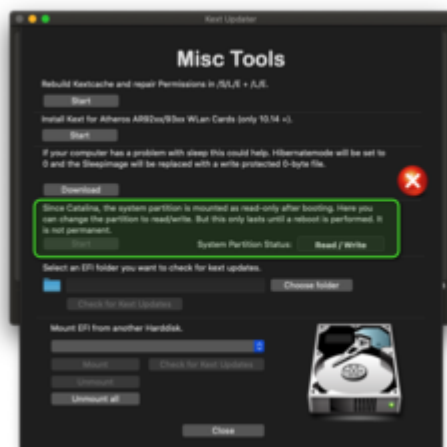 Kext Updater
Misc Tools
Rebuild Kextcache and repair Permissions in /S/L/E + /L/E.
Start
Install Kext for Atheros AR92xx/93xx WLan Cards (only 10.14 +).
Start
If your computer has a problem with sleep this could help. Hibernatemode will be set to
0 and the Sleepimage will be replaced with a write protected 0-byte file.
Download
Since Catalina, the system partition is mounted as read-only after booting. Here you
can change the partition to read/write. But this only lasts until a reboot is performed. It
is not permanent.
Start
System Partition Status:
Read / Write
Select an EFI folder you want to check for kext updates.
Choose folder
Check for Kext Updates
Mount EFI from another Harddisk.
Mount
Check for Kext Updates
Unmount
Unmount all
Close